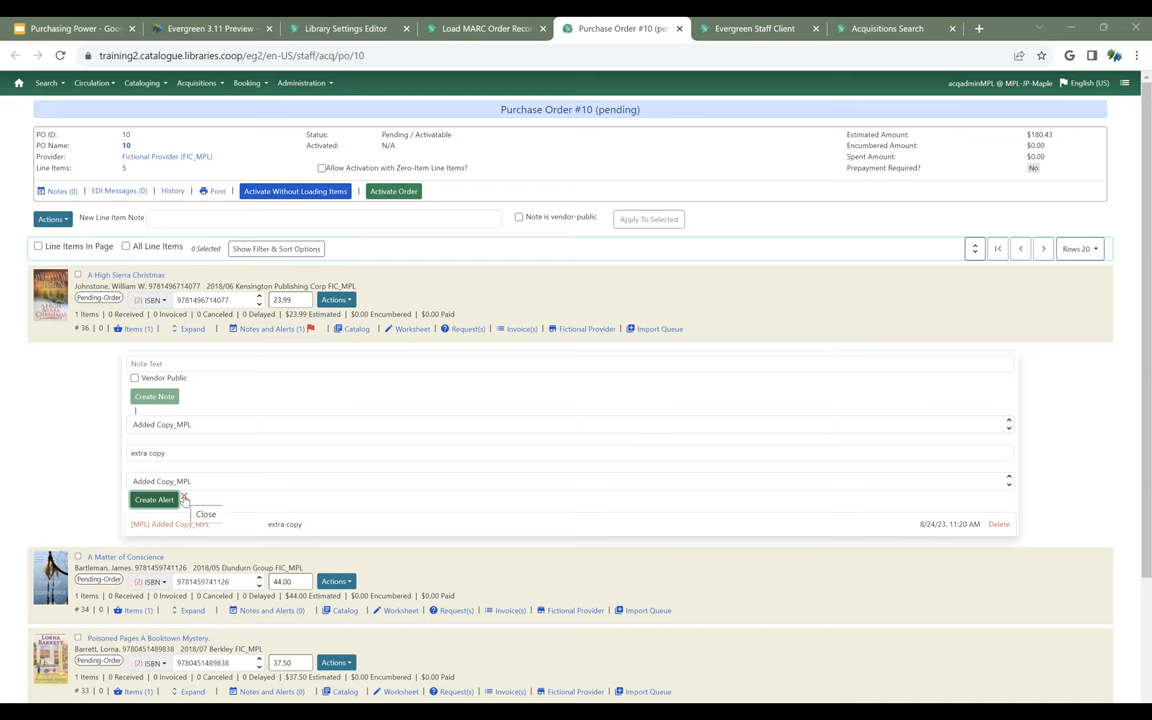 Purchasing Power - Goo
Evergreen 3.11 Preview -
Library Settings Editor
Load MARC Order Recor
Purchase Order #10 (pen
Evergreen Staff Client
Acquisitions Search
training2.catalogue.libraries.coop/eg2/en-US/staff/acq/po/10
Search Circulation Cataloging Acquisitions Booking Administration acqadminMPL @ MPL-JP-Maple English (US)
Purchase Order #10 (pending)
PO ID: 10 Status: Pending / Activatable Estimated Amount: $180.43
PO Name: 10 Activated: N/A Encumbered Amount: $0.00
Provider: Fictional Provider (FIC_MPL) Spent Amount: $0.00
Line Items: 5 Allow Activation with Zero-Item Line Items? Prepayment Required? No
Notes (0) | EDI Messages (0) | History | Print | Activate Without Loading Items | Activate Order
Actions New Line Item Note Note is vendor-public Apply To Selected
Line Items In Page All Line Items 0 Selected Show Filter & Sort Options Rows 20
A High Sierra Christmas
Johnstone, William W. 9781496714077 2018/06 Kensington Publishing Corp FIC_MPL
Pending-Order (2) ISBN 9781496714077 23.99 Actions
1 Items | 0 Received | 0 Invoiced | 0 Canceled | 0 Delayed | $23.99 Estimated | $0.00 Encumbered | $0.00 Paid
# 36 | 0 | Items (1) | Expand | Notes and Alerts (1) | Catalog | Worksheet | Request(s) | Invoice(s) | Fictional Provider | Import Queue
Note Text
Vendor Public
Create Note
|
Added Copy_MPL
extra copy
Added Copy_MPL
Create Alert
Close
[MPL] Added Copy_MPL extra copy 8/24/23, 11:20 AM Delete
A Matter of Conscience
Bartleman, James. 9781459741126 2018/05 Dundurn Group FIC_MPL
Pending-Order (2) ISBN 9781459741126 44.00 Actions
1 Items | 0 Received | 0 Invoiced | 0 Canceled | 0 Delayed | $44.00 Estimated | $0.00 Encumbered | $0.00 Paid
# 34 | 0 | Items (1) | Expand | Notes and Alerts (0) | Catalog | Worksheet | Request(s) | Invoice(s) | Fictional Provider | Import Queue
Poisoned Pages A Booktown Mystery.
Barrett, Lorna. 9780451489838 2018/07 Berkley FIC_MPL
Pending-Order (2) ISBN 9780451489838 37.50 Actions
1 Items | 0 Received | 0 Invoiced | 0 Canceled | 0 Delayed | $37.50 Estimated | $0.00 Encumbered | $0.00 Paid
# 33 | 0 | Items (1) | Expand | Notes and Alerts (0) | Catalog | Worksheet | Request(s) | Invoice(s) | Fictional Provider | Import Queue